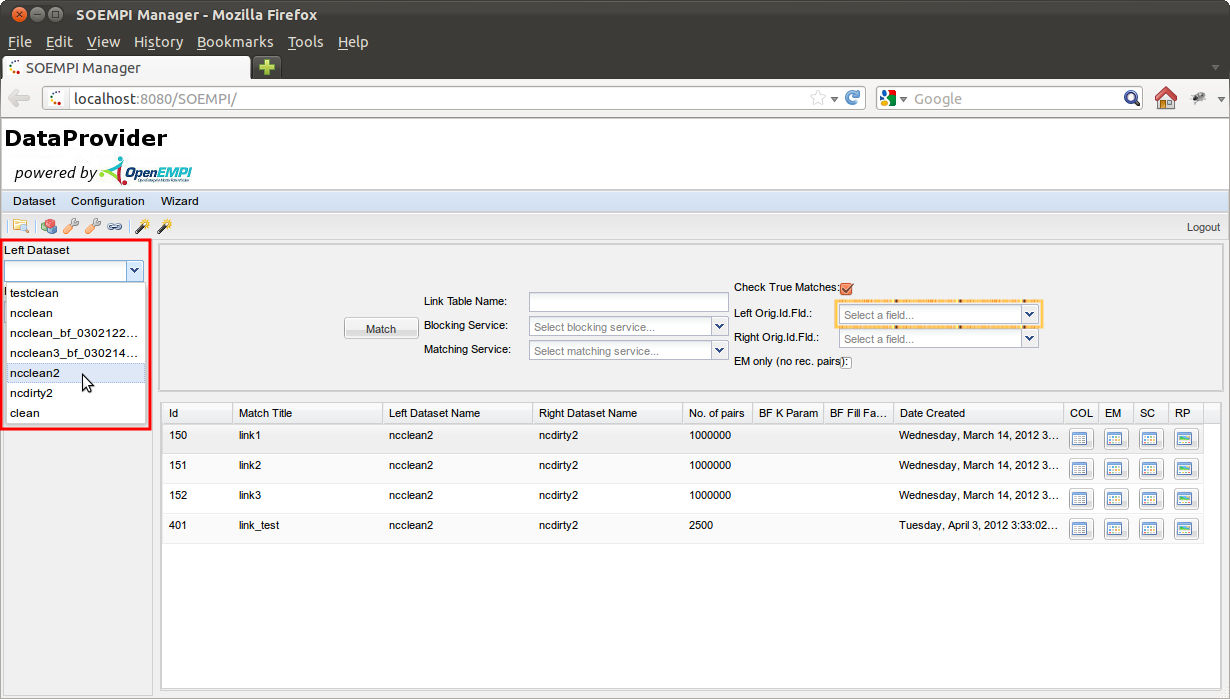 SOEMPI Manager - Mozilla Firefox
File Edit View History Bookmarks Tools Help
SOEMPI Manager
localhost:8080/SOEMPI/
Google
DataProvider
powered by OpenEMPI
Dataset Configuration Wizard
Logout
Left Dataset
testclean
ncclean
ncclean_bf_0302122...
ncclean3_bf_030214...
ncclean2
ncdirty2
clean
Match
Link Table Name:
Blocking Service: Select blocking service...
Matching Service: Select matching service...
Check True Matches:
Left Orig.Id.Fld.: Select a field...
Right Orig.Id.Fld.: Select a field...
EM only (no rec. pairs):
Id Match Title Left Dataset Name Right Dataset Name No. of pairs BF K Param BF Fill Fa... Date Created COL EM SC RP
150 link1 ncclean2 ncdirty2 1000000 Wednesday, March 14, 2012 3...
151 link2 ncclean2 ncdirty2 1000000 Wednesday, March 14, 2012 3...
152 link3 ncclean2 ncdirty2 1000000 Wednesday, March 14, 2012 3...
401 link_test ncclean2 ncdirty2 2500 Tuesday, April 3, 2012 3:33:02...